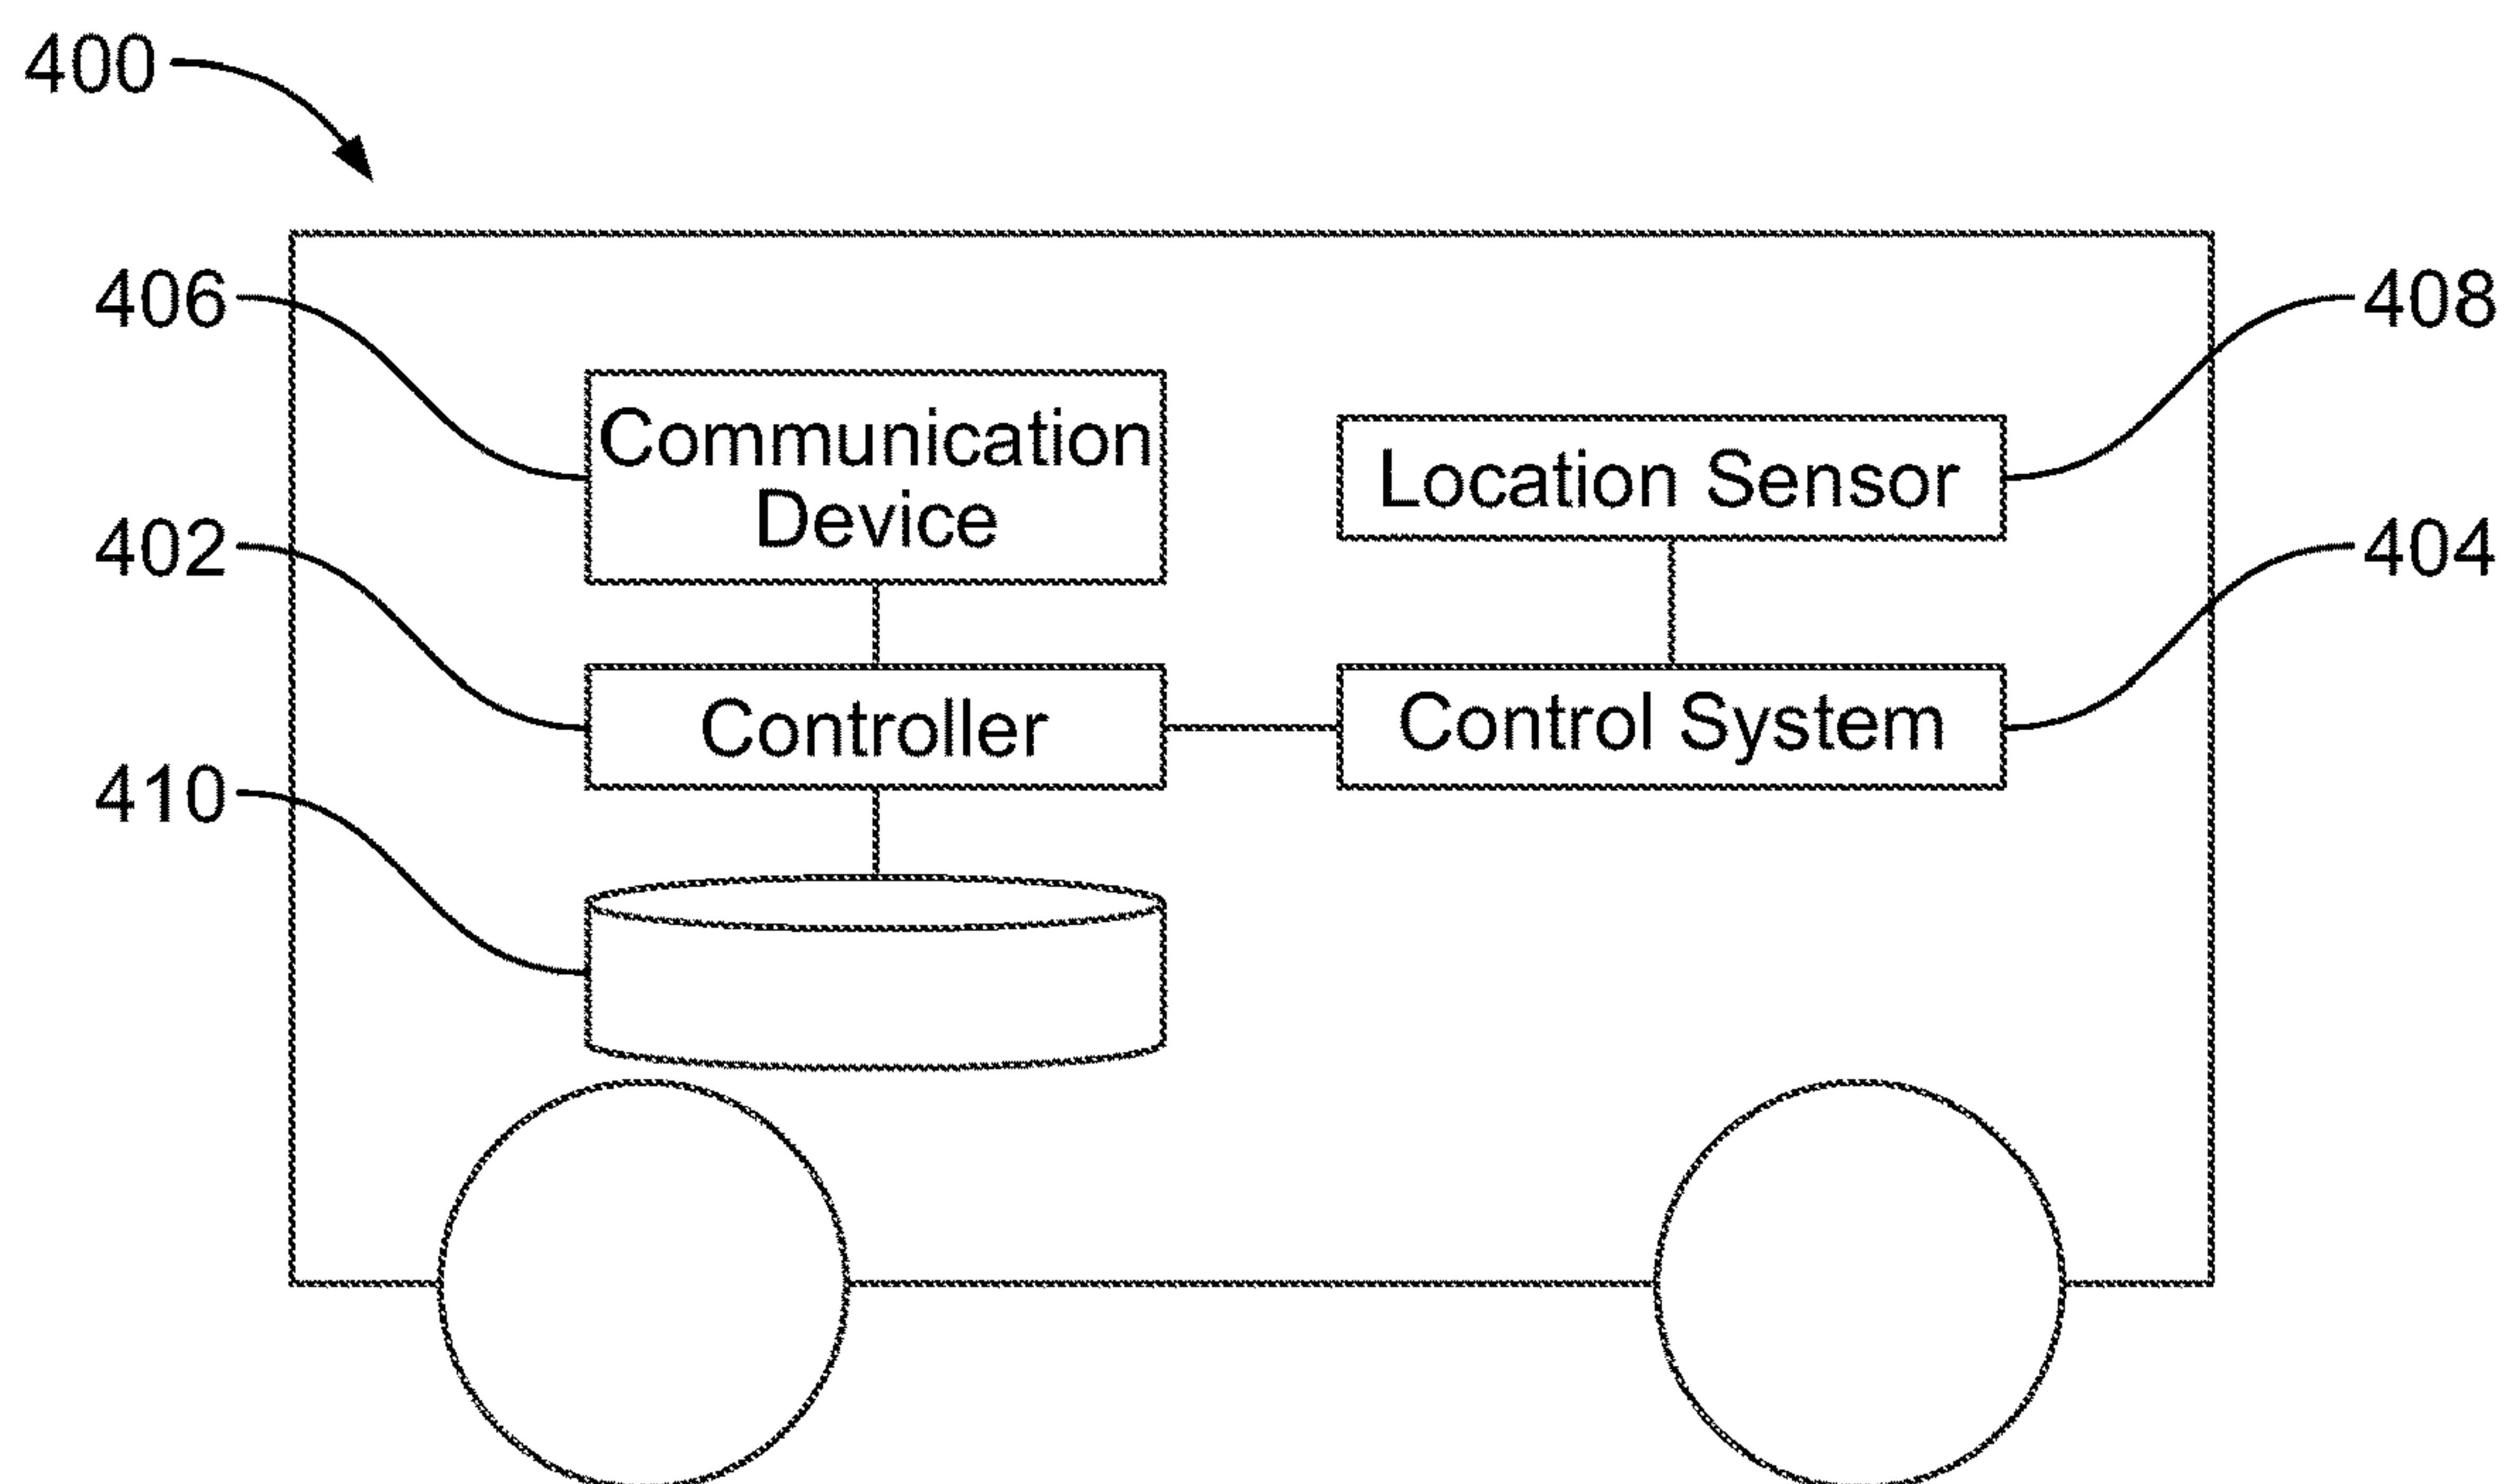 400
406
408
Communication
Device
Location Sensor
402
404
Controller
Control System
410